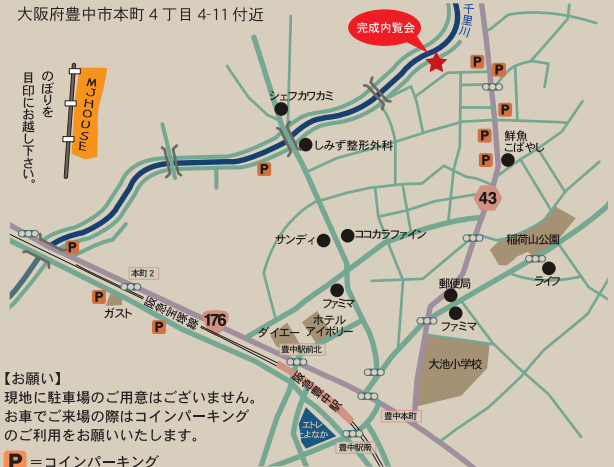 大阪府豊中市本町4丁目4-11付近
完成内覧会
千里川
P
P
P
P
P
鮮魚
こばやし
シェフカワカミ
しみず整形外科
P
のぼりを
目印にお越し下さい。
MJHOUSE
43
稲荷山公園
ココカラファイン
サンディ
ライフ
P
本町2
郵便局
ファミマ
ファミマ
P
ガスト
P
阪急宝塚線
176
ホテル
アイボリー
ダイエー
豊中駅前北
大池小学校
阪急豊中駅
豊中本町
エトレ
とよなか
豊中駅南
【お願い】
現地に駐車場のご用意はございません。
お車でご来場の際はコインパーキング
のご利用をお願いいたします。
P=コインパーキング